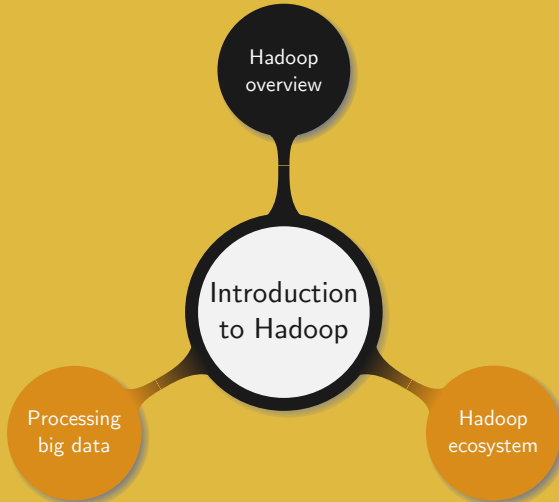 Hadoop
overview
Introduction
to Hadoop
Processing
big data
Hadoop
ecosystem